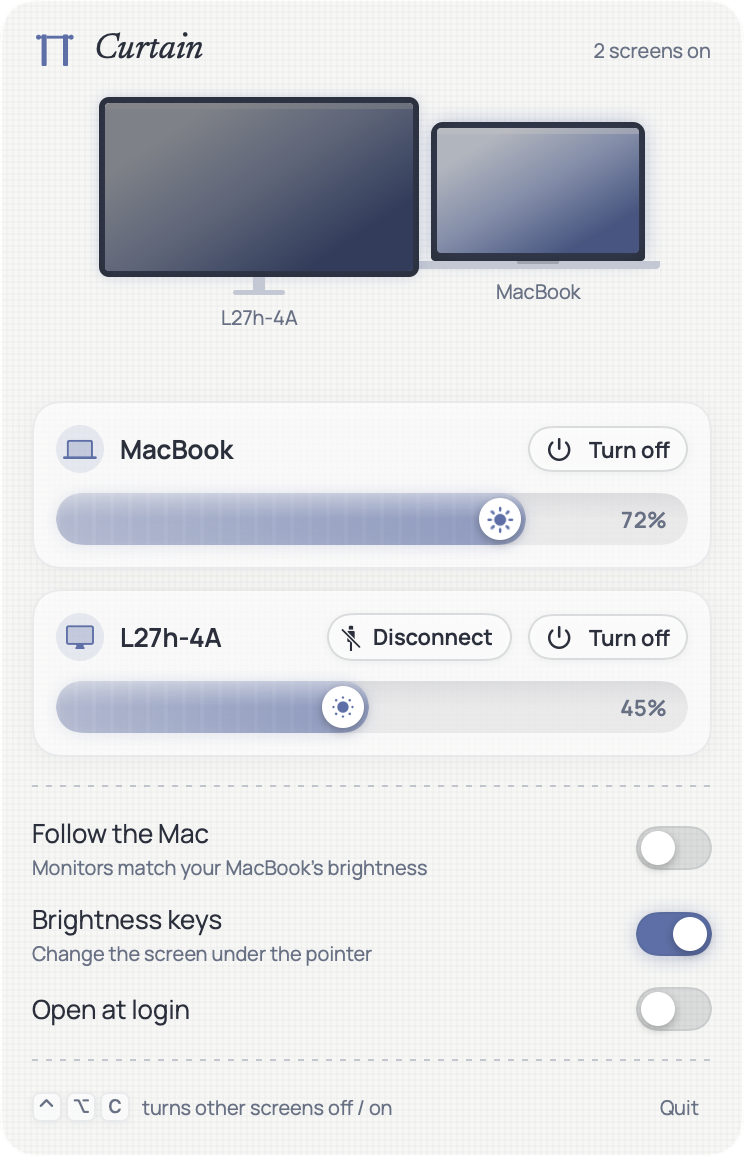 Curtain
2 screens on
L27h-4A
MacBook
MacBook
Turn off
72%
L27h-4A
Disconnect
Turn off
45%
Follow the Mac
Monitors match your MacBook's brightness
Brightness keys
Change the screen under the pointer
Open at login
⌃ ⌥ C turns other screens off / on
Quit